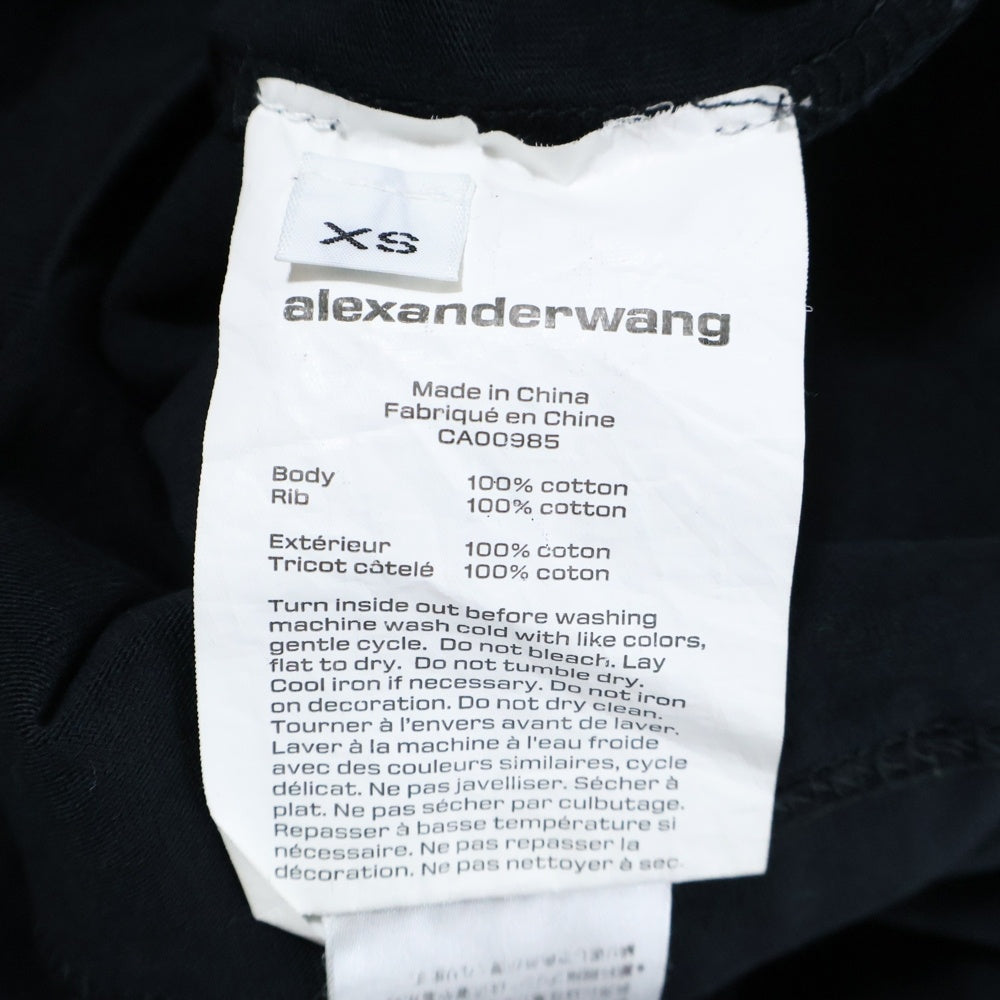 XS
alexanderwang
Made in China
Fabriqué en Chine
CA00985
Body 100% cotton
Rib 100% cotton
Extérieur 100% coton
Tricot côtelé 100% coton
Turn inside out before washing
machine wash cold with like colors,
gentle cycle. Do not bleach. Lay
flat to dry. Do not tumble dry.
Cool iron if necessary. Do not iron
on decoration. Do not dry clean.
Tourner à l'envers avant de laver.
Laver à la machine à l'eau froide
avec des couleurs similaires, cycle
délicat. Ne pas javelliser. Sécher à
plat. Ne pas sécher par culbutage.
Repasser à basse température si
nécessaire. Ne pas repasser la
décoration. Ne pas nettoyer à sec.